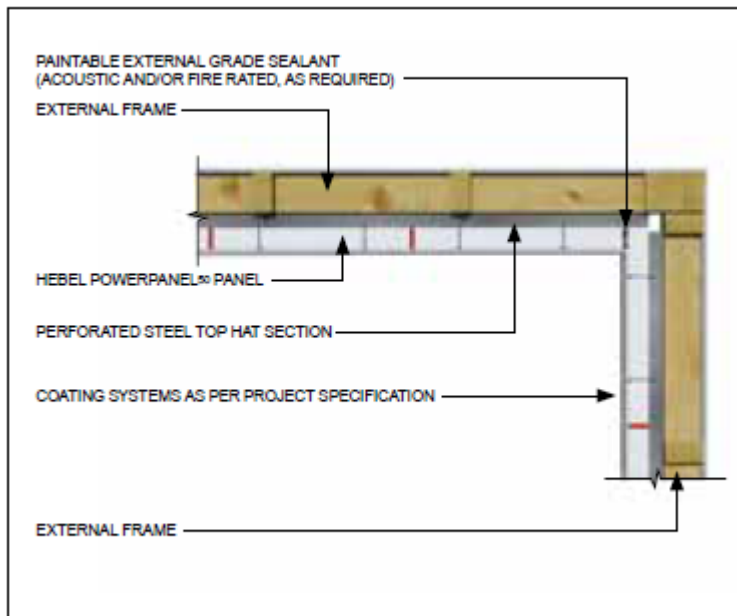 PAINTABLE EXTERNAL GRADE SEALANT
(ACOUSTIC AND/OR FIRE RATED, AS REQUIRED)
EXTERNAL FRAME
HEBEL POWERPANEL⁵⁰ PANEL
PERFORATED STEEL TOP HAT SECTION
COATING SYSTEMS AS PER PROJECT SPECIFICATION
EXTERNAL FRAME